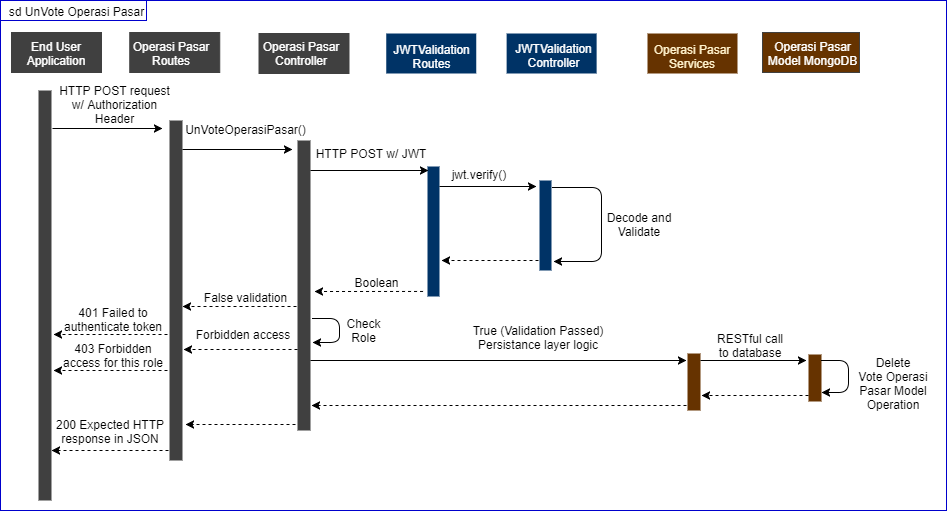 sd UnVote Operasi Pasar
End User
Application
Operasi Pasar
Routes
Operasi Pasar
Controller
JWTValidation
Routes
JWTValidation
Controller
Operasi Pasar
Services
Operasi Pasar
Model MongoDB
HTTP POST request
w/ Authorization
Header
UnVoteOperasiPasar()
HTTP POST w/ JWT
jwt.verify()
Decode and
Validate
Boolean
False validation
401 Failed to
authenticate token
Check
Role
Forbidden access
403 Forbidden
access for this role
True (Validation Passed)
Persistance layer logic
RESTful call
to database
Delete
Vote Operasi
Pasar Model
Operation
200 Expected HTTP
response in JSON